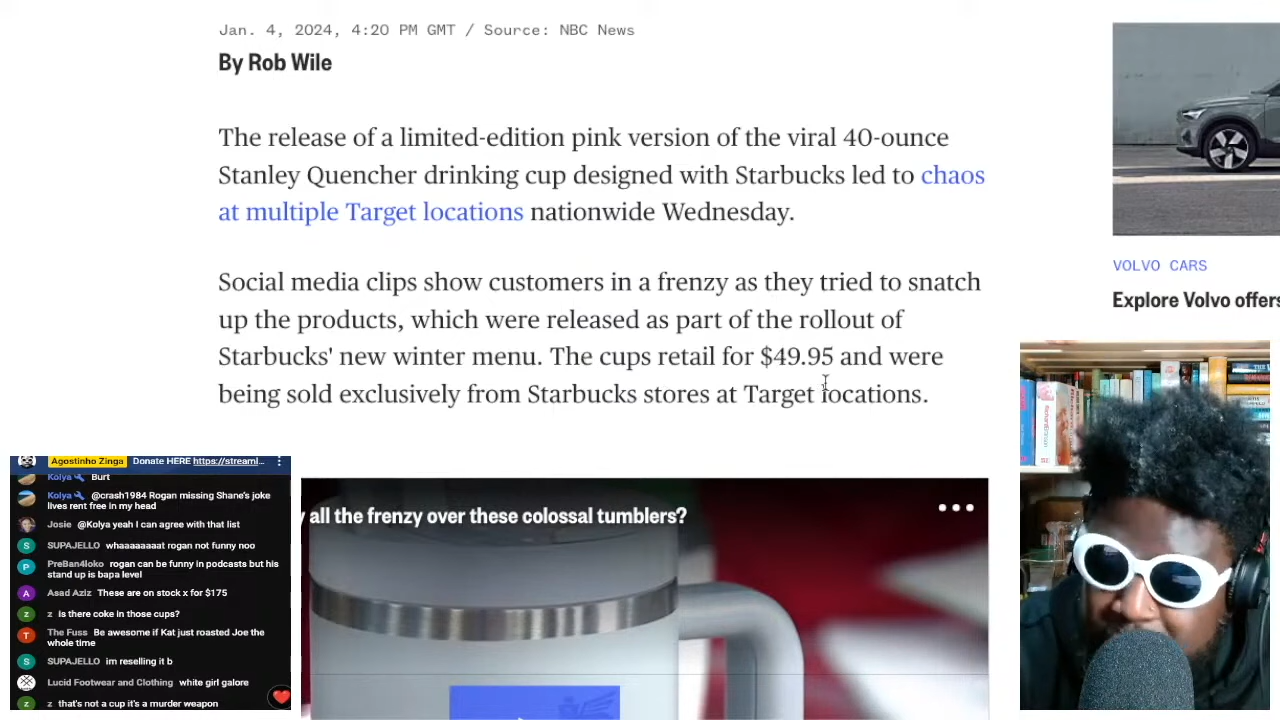 Jan. 4, 2024, 4:20 PM GMT / Source: NBC News
By Rob Wile
The release of a limited-edition pink version of the viral 40-ounce
Stanley Quencher drinking cup designed with Starbucks led to chaos
at multiple Target locations nationwide Wednesday.
Social media clips show customers in a frenzy as they tried to snatch
up the products, which were released as part of the rollout of
Starbucks' new winter menu. The cups retail for $49.95 and were
being sold exclusively from Starbucks stores at Target locations.
VOLVO CARS
Explore Volvo offers
y all the frenzy over these colossal tumblers?
Agostinho Zinga Donate HERE https://streaml...
Kolya Burt
Kolya @crash1984 Rogan missing Shane's joke
lives rent free in my head
Josie @Kolya yeah I can agree with that list
S SUPAJELLO whaaaaaaaat rogan not funny noo
P PreBan4loko rogan can be funny in podcasts but his
stand up is bapa level
A Asad Aziz These are on stock x for $175
z z Is there coke in those cups?
T The Fuss Be awesome if Kat just roasted Joe the
whole time
S SUPAJELLO im reselling it b
Lucid Footwear and Clothing white girl galore
z z that's not a cup it's a murder weapon